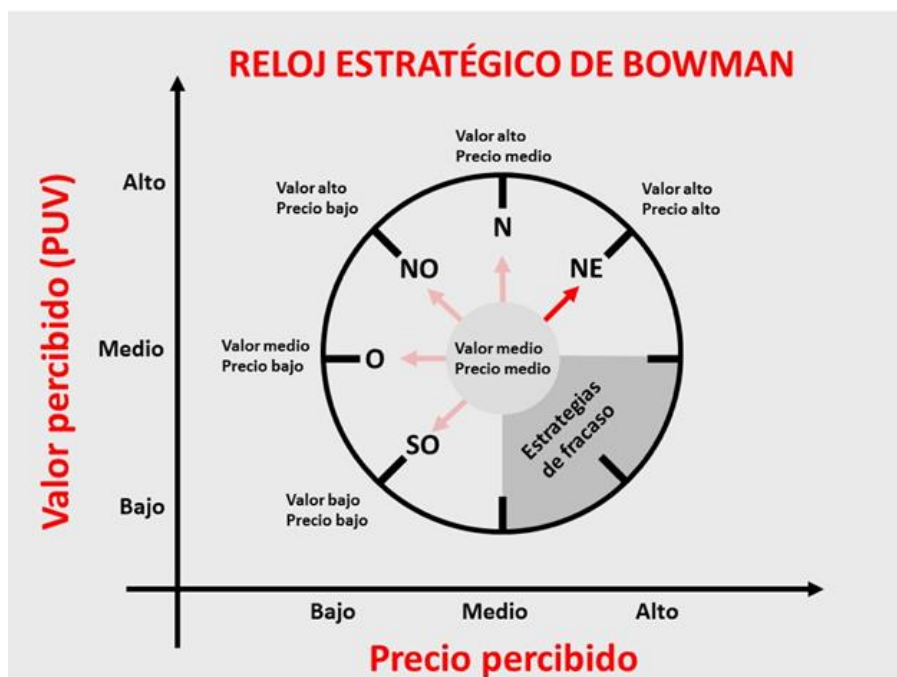 RELOJ ESTRATÉGICO DE BOWMAN
Valor percibido (PUV)
Alto
Medio
Bajo
Valor alto
Precio medio
Valor alto
Precio bajo
Valor alto
Precio alto
N
NO
NE
Valor medio
Precio bajo
O
Valor medio
Precio medio
SO
Estrategias
de fracaso
Valor bajo
Precio bajo
Bajo
Medio
Alto
Precio percibido